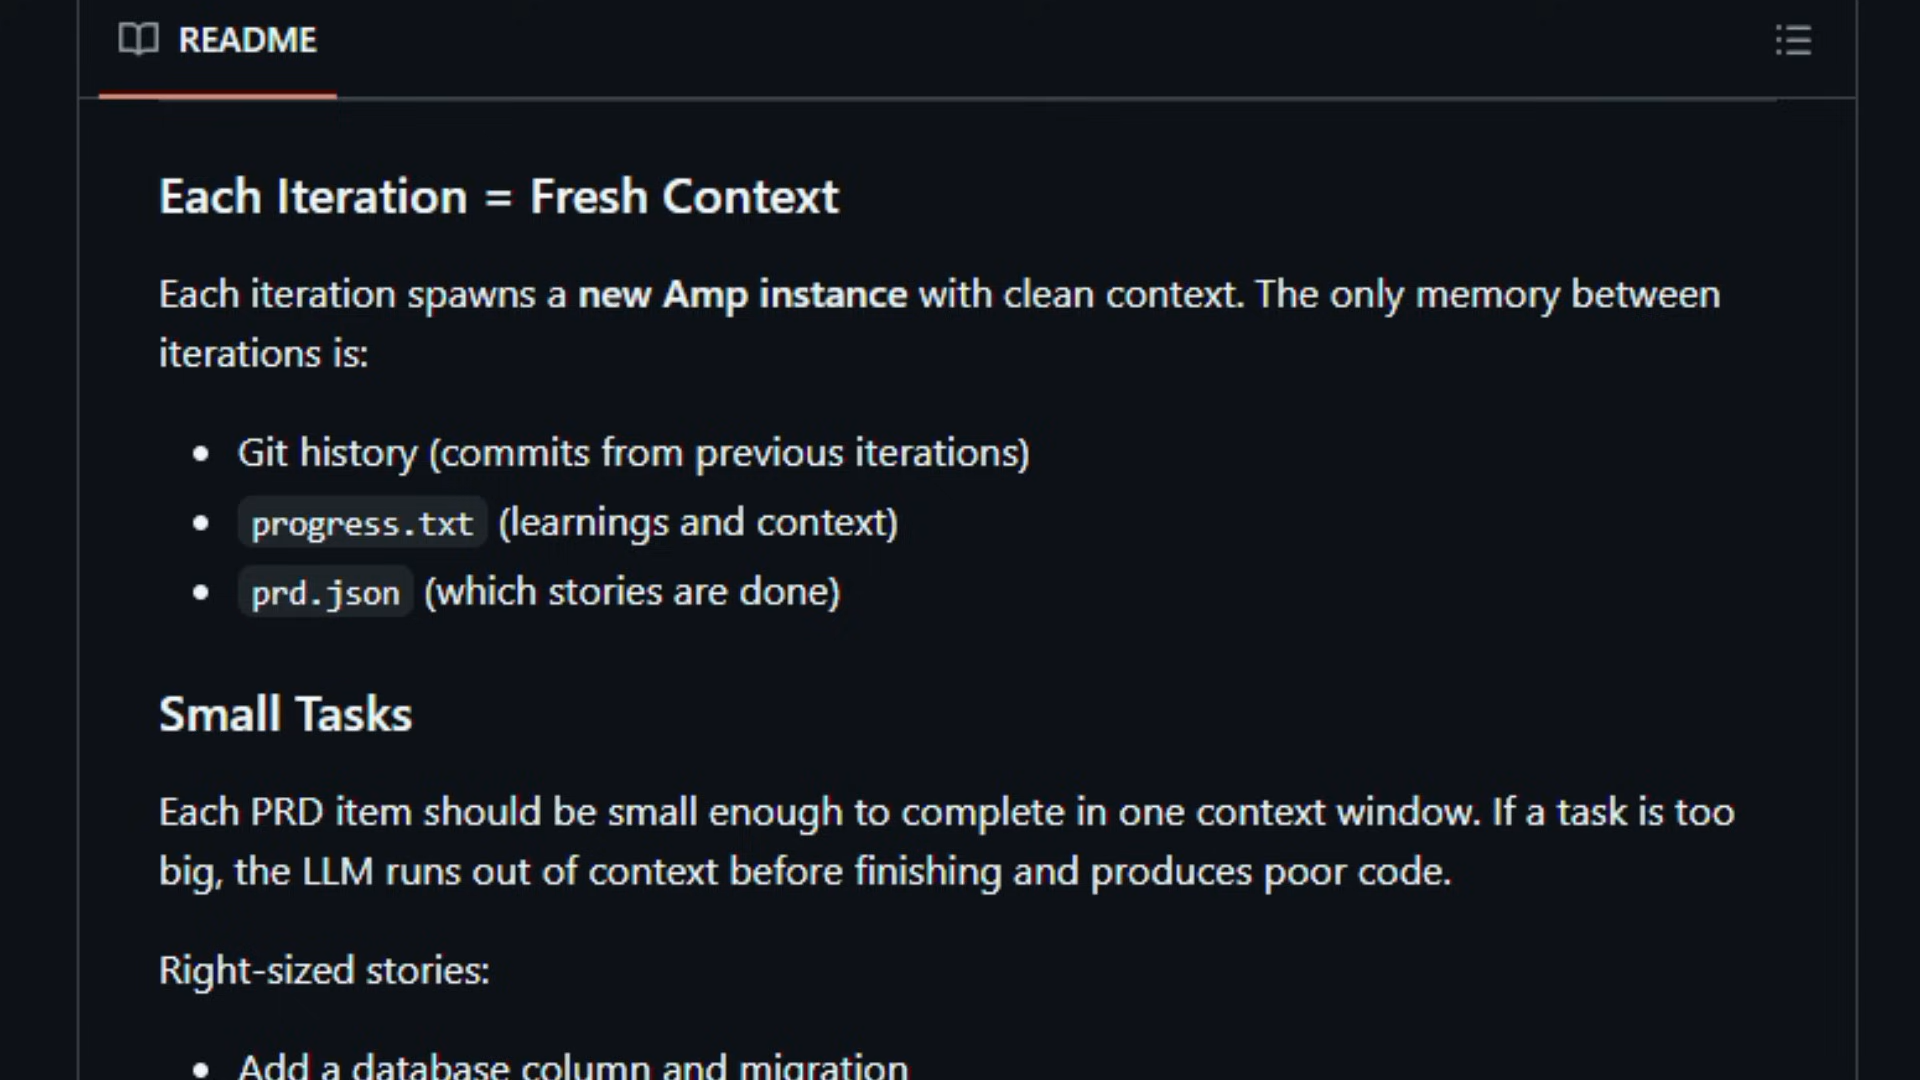 README
Each Iteration = Fresh Context
Each iteration spawns a new Amp instance with clean context. The only memory between
iterations is:
• Git history (commits from previous iterations)
• progress.txt (learnings and context)
• prd.json (which stories are done)
Small Tasks
Each PRD item should be small enough to complete in one context window. If a task is too
big, the LLM runs out of context before finishing and produces poor code.
Right-sized stories:
• Add a database column and migration